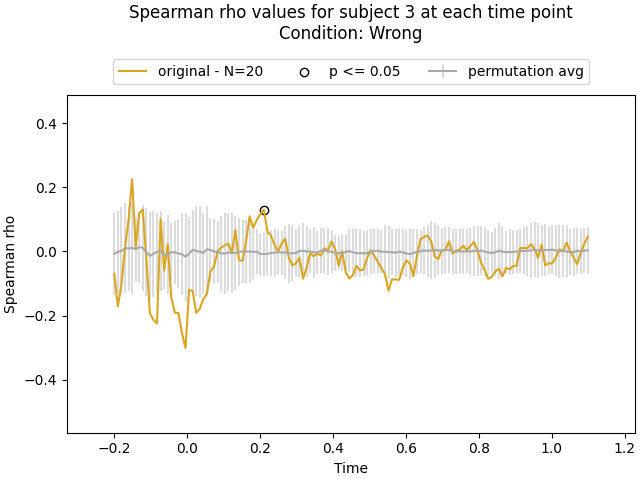 Spearman rho values for subject 3 at each time point
Condition: Wrong
original - N=20
p <= 0.05
permutation avg
0.4
0.2
0.0
−0.2
−0.4
Spearman rho
−0.2
0.0
0.2
0.4
0.6
0.8
1.0
1.2
Time